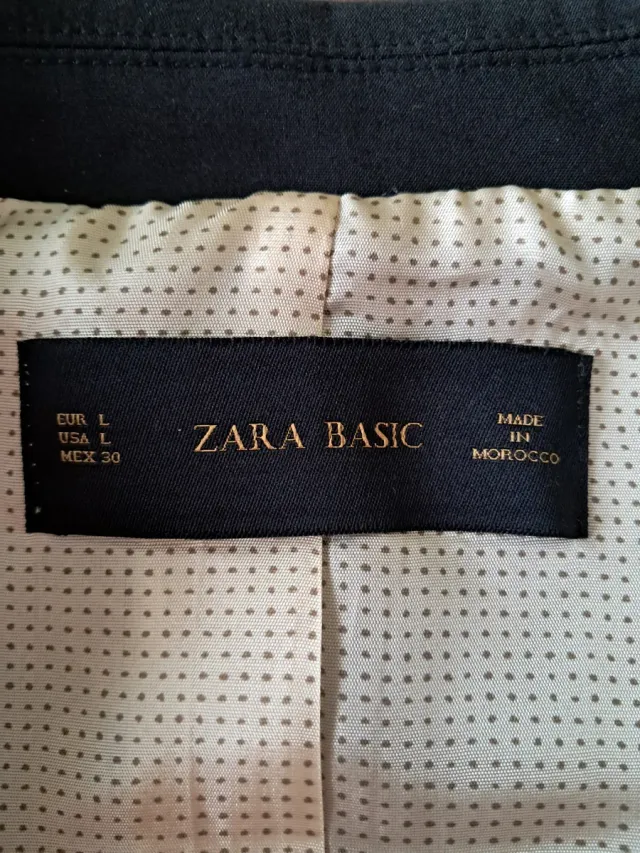 EUR L
USA L
MEX 30
ZARA BASIC
MADE
IN
MOROCCO